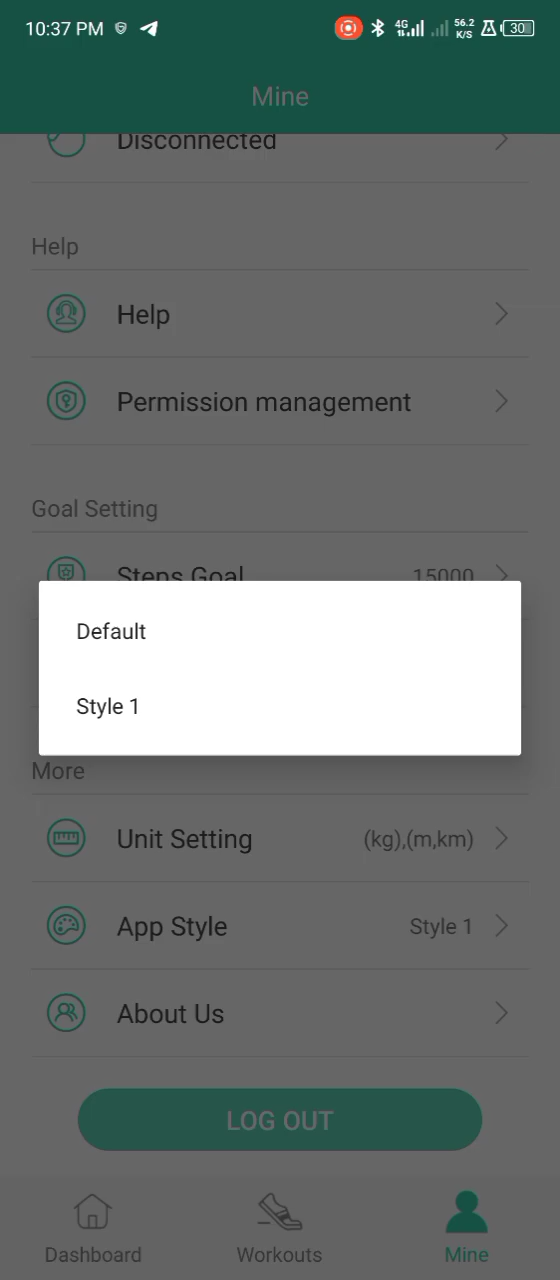 10:37 PM 4G 56.2 K/S 30
Mine
Disconnected
Help
Help
Permission management
Goal Setting
Steps Goal 15000
Default
Style 1
More
Unit Setting (kg),(m,km)
App Style Style 1
About Us
LOG OUT
Dashboard Workouts Mine